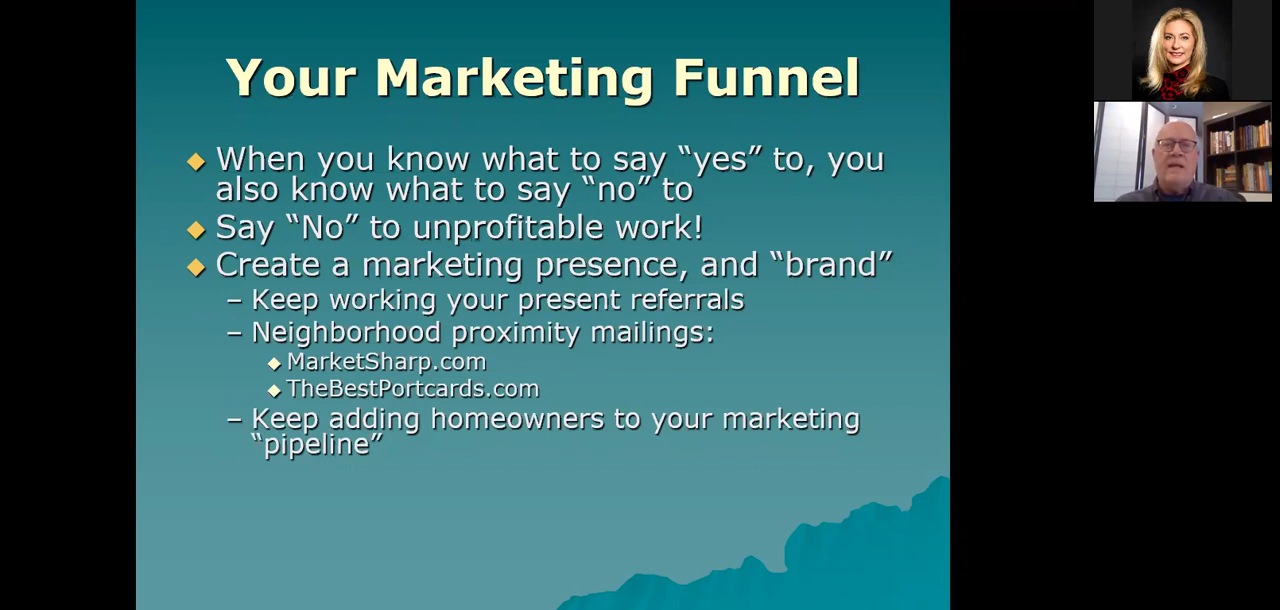 Your Marketing Funnel
When you know what to say “yes” to, you
also know what to say “no” to
Say “No” to unprofitable work!
Create a marketing presence, and “brand”
– Keep working your present referrals
– Neighborhood proximity mailings:
MarketSharp.com
TheBestPortcards.com
– Keep adding homeowners to your marketing
“pipeline”